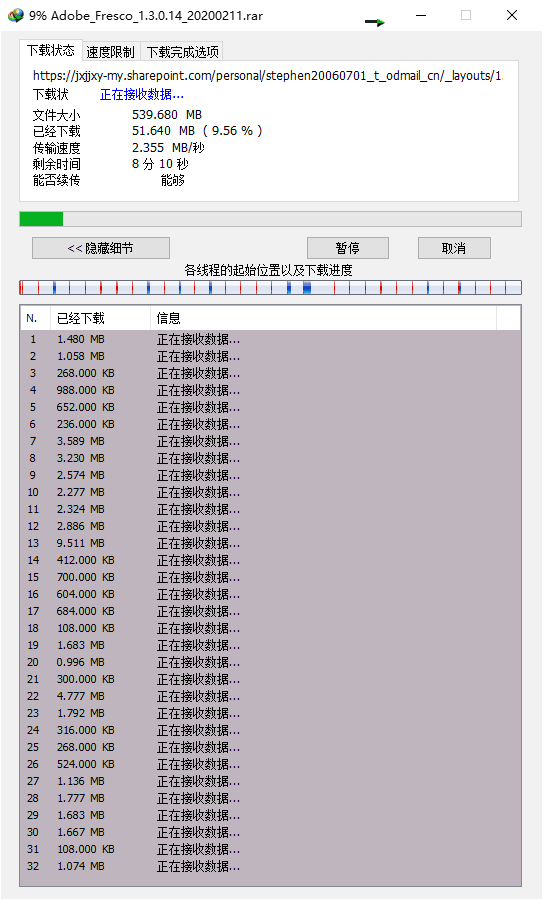 9% Adobe_Fresco_1.3.0.14_20200211.rar
下载状态 速度限制 下载完成选项
https://jxjjxy-my.sharepoint.com/personal/stephen20060701_t_odmail_cn/_layouts/1
下载状 正在接收数据...
文件大小 539.680 MB
已经下载 51.640 MB ( 9.56 % )
传输速度 2.355 MB/秒
剩余时间 8 分 10 秒
能否续传 能够
<< 隐藏细节 暂停 取消
各线程的起始位置以及下载进度
N. 已经下载 信息
1 1.480 MB 正在接收数据...
2 1.058 MB 正在接收数据...
3 268.000 KB 正在接收数据...
4 988.000 KB 正在接收数据...
5 652.000 KB 正在接收数据...
6 236.000 KB 正在接收数据...
7 3.589 MB 正在接收数据...
8 3.230 MB 正在接收数据...
9 2.574 MB 正在接收数据...
10 2.277 MB 正在接收数据...
11 2.324 MB 正在接收数据...
12 2.886 MB 正在接收数据...
13 9.511 MB 正在接收数据...
14 412.000 KB 正在接收数据...
15 700.000 KB 正在接收数据...
16 604.000 KB 正在接收数据...
17 684.000 KB 正在接收数据...
18 108.000 KB 正在接收数据...
19 1.683 MB 正在接收数据...
20 0.996 MB 正在接收数据...
21 300.000 KB 正在接收数据...
22 4.777 MB 正在接收数据...
23 1.792 MB 正在接收数据...
24 316.000 KB 正在接收数据...
25 268.000 KB 正在接收数据...
26 524.000 KB 正在接收数据...
27 1.136 MB 正在接收数据...
28 1.777 MB 正在接收数据...
29 1.683 MB 正在接收数据...
30 1.667 MB 正在接收数据...
31 108.000 KB 正在接收数据...
32 1.074 MB 正在接收数据...